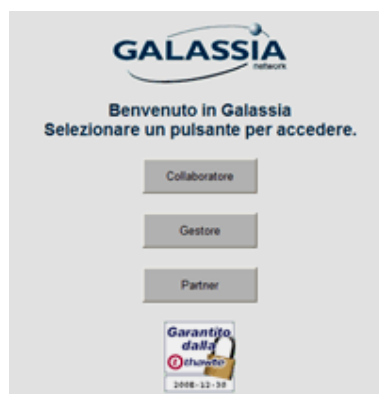 GALASSIA
network
Benvenuto in Galassia
Selezionare un pulsante per accedere.
Collaboratore
Gestore
Partner
Garantito
dalla
thawte
2008-12-30